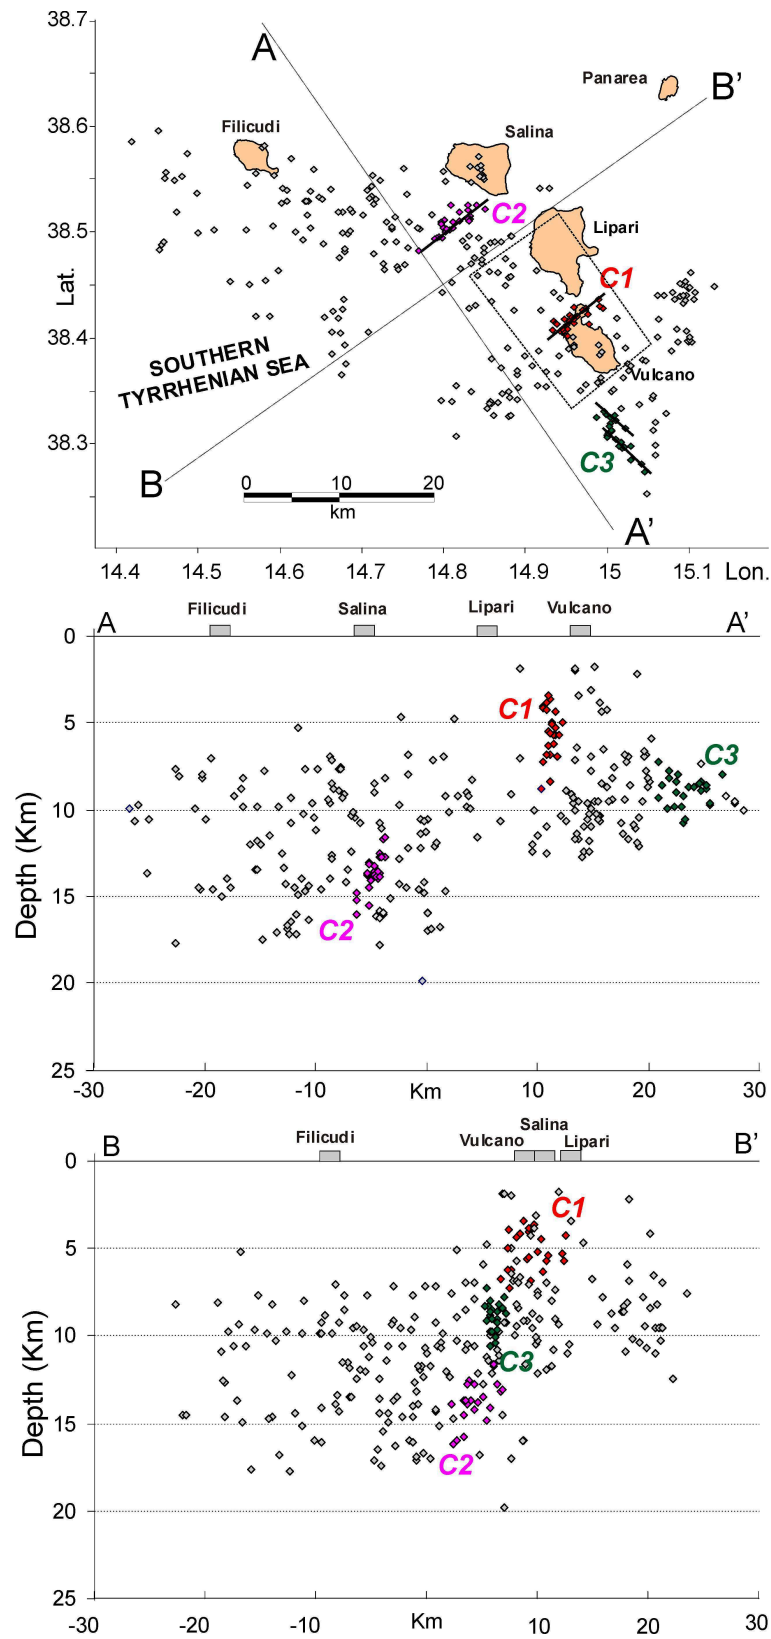 38.7
A
Panarea
B’
38.6
Filicudi
Salina
C2
Lipari
38.5
Lat.
C1
38.4
SOUTHERN
TYRRHENIAN SEA
Vulcano
38.3
C3
B
0 10 20
km
A’
14.4 14.5 14.6 14.7 14.8 14.9 15 15.1 Lon.
A Filicudi Salina Lipari Vulcano A’
0
C1
5
C3
10
15
C2
20
25
Depth (Km)
-30 -20 -10 Km 10 20 30
Salina
B Filicudi Vulcano Lipari B’
0
C1
5
10
C3
15
C2
20
25
Depth (Km)
-30 -20 -10 Km 10 20 30